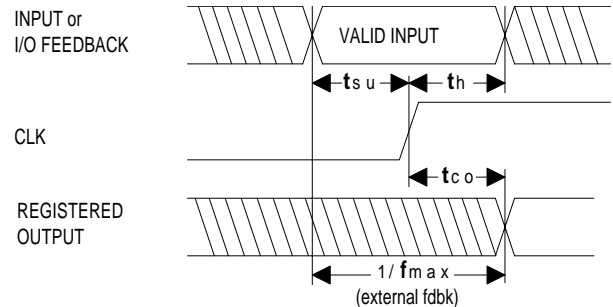 INPUT or
I/O FEEDBACK
VALID INPUT
tsu
th
CLK
tco
REGISTERED
OUTPUT
1/fmax
(external fdbk)